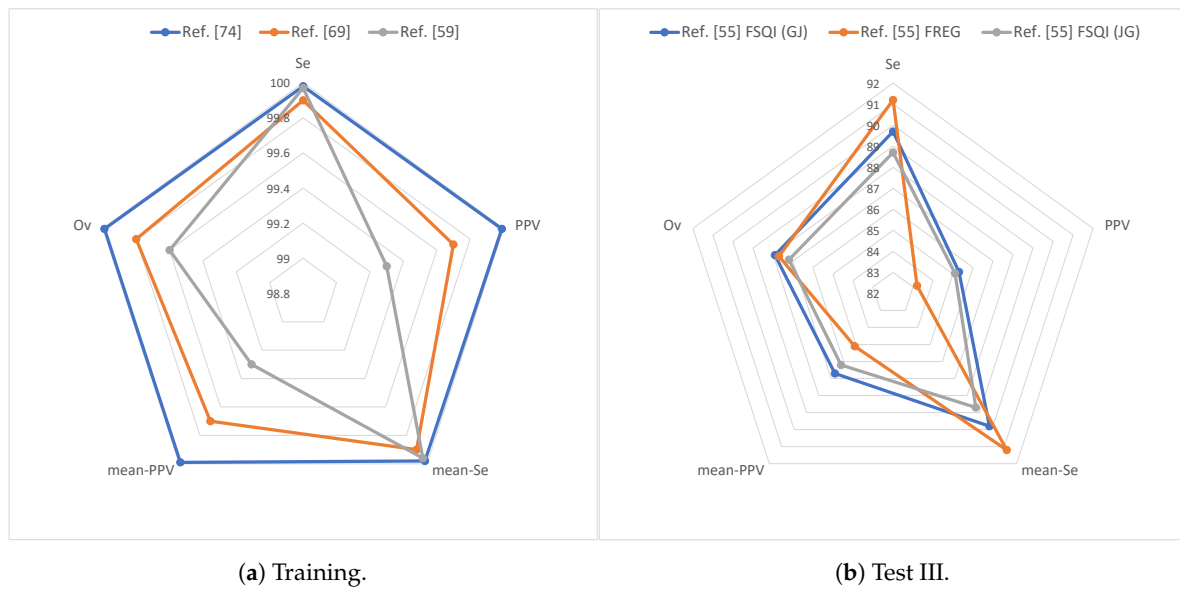 Ref. [74] Ref. [69] Ref. [59]
Se
100
99.8
99.6
99.4
99.2
99
98.8
Ov
PPV
mean-PPV
mean-Se
(a) Training.
Ref. [55] FSQI (GJ) Ref. [55] FREG Ref. [55] FSQI (JG)
Se
92
91
90
89
88
87
86
85
84
83
82
Ov
PPV
mean-PPV
mean-Se
(b) Test III.